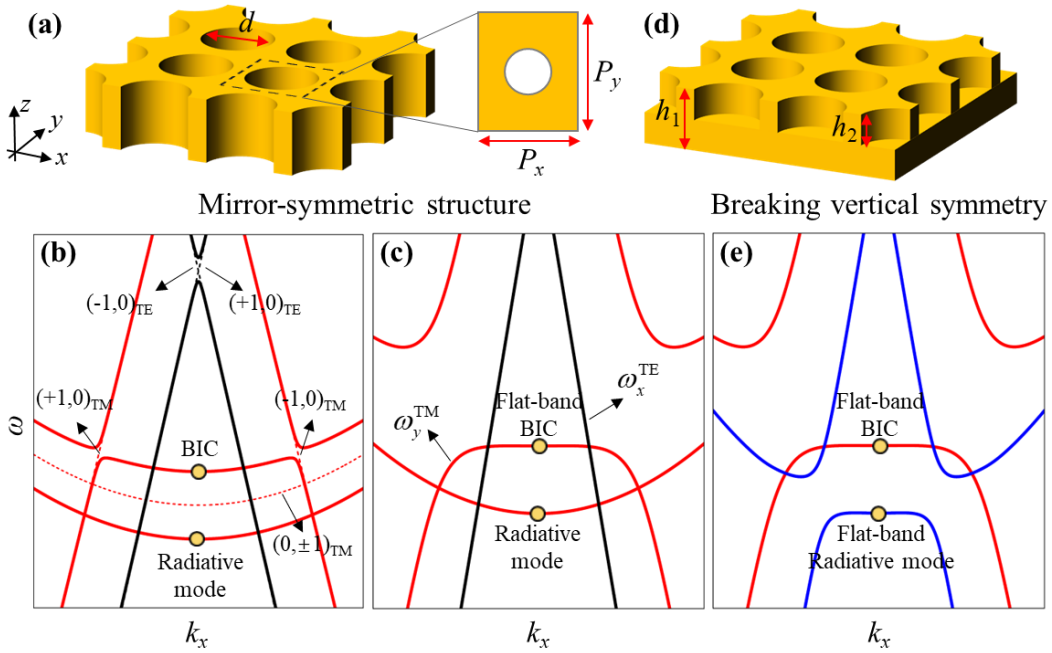 (a)
d
P_y
P_x
z
y
x
(d)
h_1
h_2
Mirror-symmetric structure
Breaking vertical symmetry
(b)
(-1,0)_TE
(+1,0)_TE
(+1,0)_TM
(-1,0)_TM
BIC
(0,±1)_TM
Radiative
mode
ω
k_x
(c)
ω_x^TE
ω_y^TM
Flat-band
BIC
Radiative
mode
k_x
(e)
Flat-band
BIC
Flat-band
Radiative mode
k_x